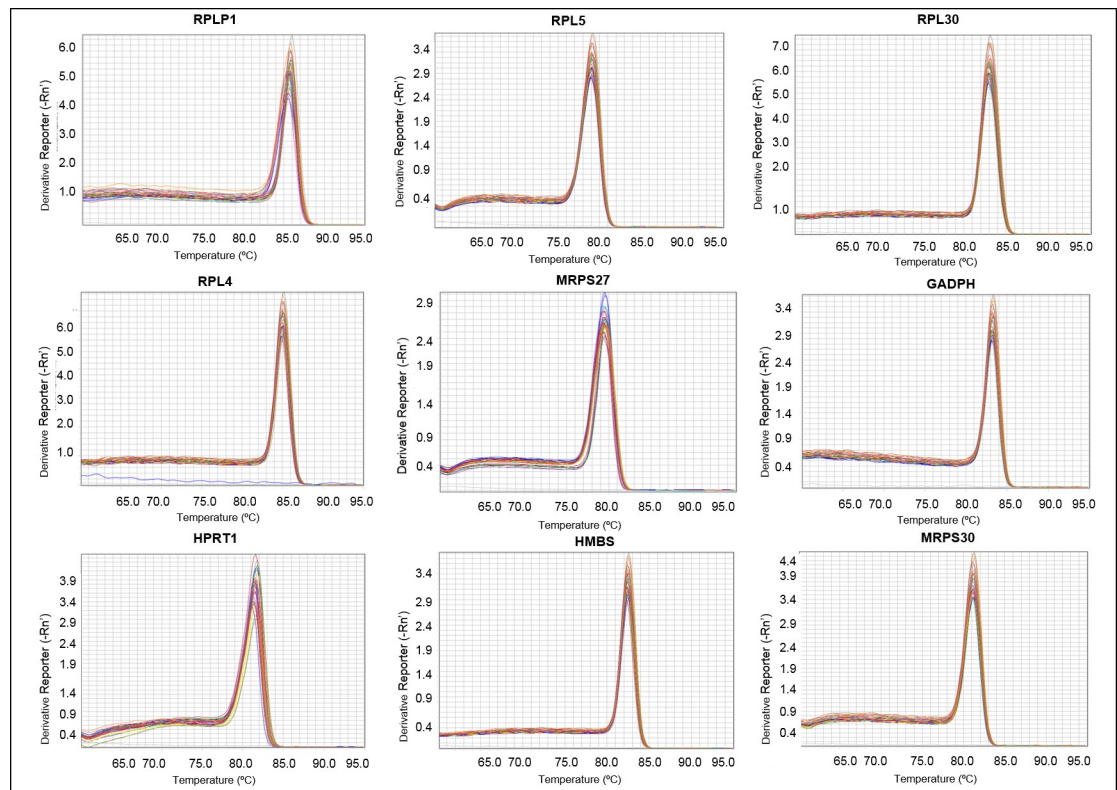 RPLP1
6.0
5.0
4.0
3.0
2.0
1.0
Derivative Reporter (-Rn')
65.0 70.0 75.0 80.0 85.0 90.0 95.0
Temperature (ºC)
RPL5
3.4
2.9
2.4
1.9
1.4
0.9
0.4
Derivative Reporter (-Rn')
65.0 70.0 75.0 80.0 85.0 90.0 95.0
Temperature (ºC)
RPL30
7.0
6.0
5.0
4.0
3.0
2.0
1.0
Derivative Reporter (-Rn')
65.0 70.0 75.0 80.0 85.0 90.0 95.0
Temperature (ºC)
RPL4
6.0
5.0
4.0
3.0
2.0
1.0
Derivative Reporter (-Rn')
65.0 70.0 75.0 80.0 85.0 90.0 95.0
Temperature (ºC)
MRPS27
2.9
2.4
1.4
0.9
0.4
Derivative Reporter (-Rn')
65.0 70.0 75.0 80.0 85.0 90.0 95.0
Temperature (ºC)
GADPH
3.4
2.9
2.4
1.9
1.4
0.9
0.4
Derivative Reporter (-Rn')
65.0 70.0 75.0 80.0 85.0 90.0 95.0
Temperature (ºC)
HPRT1
3.9
3.4
2.9
2.4
1.9
1.4
0.9
0.4
Derivative Reporter (-Rn')
65.0 70.0 75.0 80.0 85.0 90.0 95.0
Temperature (ºC)
HMBS
3.4
2.9
2.4
1.9
1.4
0.9
0.4
Derivative Reporter (-Rn')
65.0 70.0 75.0 80.0 85.0 90.0 95.0
Temperature (ºC)
MRPS30
4.4
3.9
3.4
2.9
2.4
1.9
1.4
0.9
0.4
Derivative Reporter (-Rn')
65.0 70.0 75.0 80.0 85.0 90.0 95.0
Temperature (ºC)